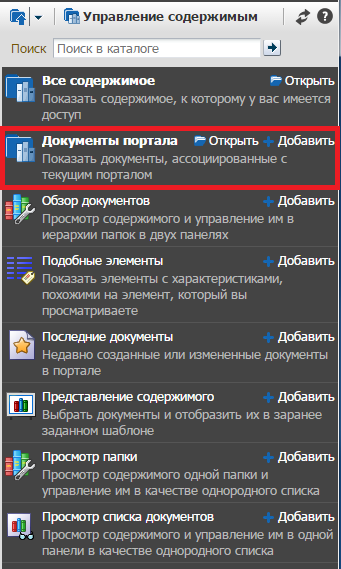 Управление содержимым
Поиск Поиск в каталоге
Все содержимое Открыть
Показать содержимое, к которому у вас имеется
доступ
Документы портала Открыть Добавить
Показать документы, ассоциированные с
текущим порталом
Обзор документов Добавить
Просмотр содержимого и управление им в
иерархии папок в двух панелях
Подобные элементы Добавить
Показать элементы с характеристиками,
похожими на элемент, который вы
просматриваете
Последние документы Добавить
Недавно созданные или измененные документы
в портале
Представление содержимого Добавить
Выбрать документы и отобразить их в заранее
заданном шаблоне
Просмотр папки Добавить
Просмотр содержимого одной папки и
управление им в качестве однородного списка
Просмотр списка документов Добавить
Просмотр содержимого и управление им в одной
панели в качестве однородного списка